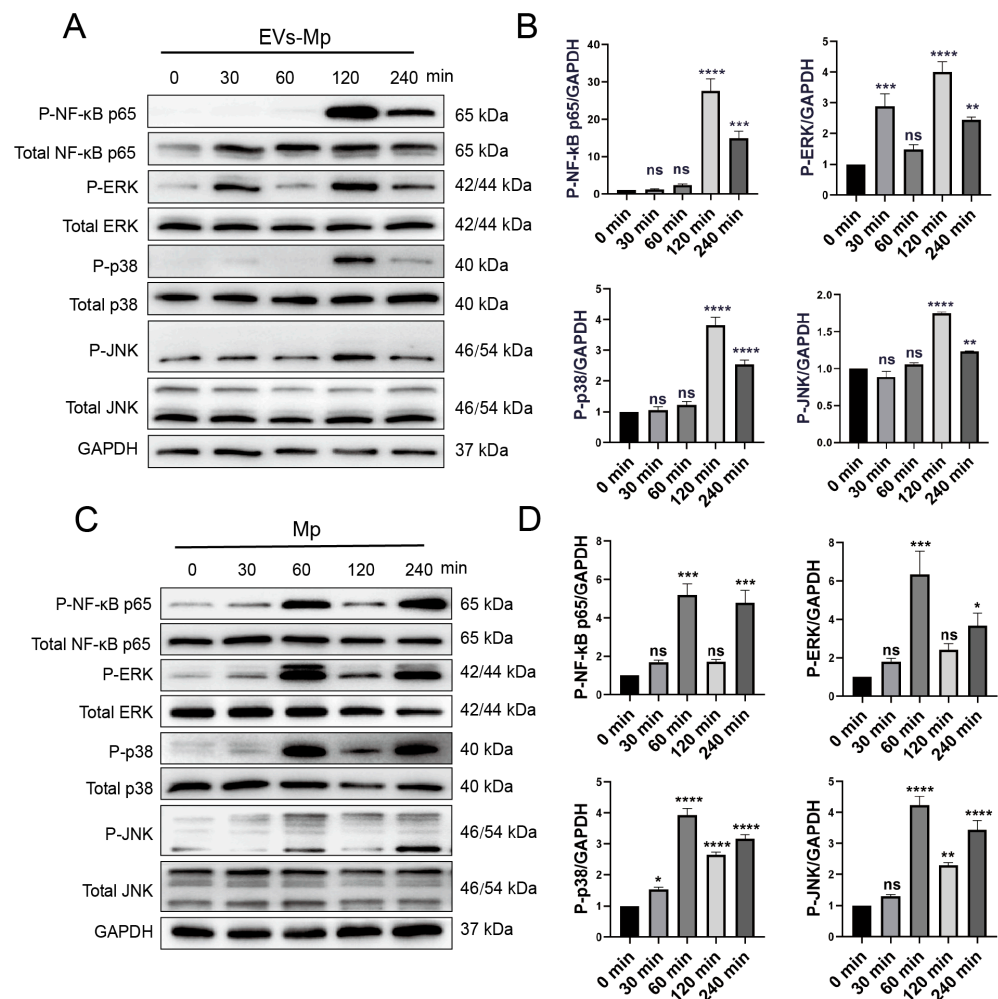 A
EVs-Mp
0 30 60 120 240 min
P-NF-κB p65 65 kDa
Total NF-κB p65 65 kDa
P-ERK 42/44 kDa
Total ERK 42/44 kDa
P-p38 40 kDa
Total p38 40 kDa
P-JNK 46/54 kDa
Total JNK 46/54 kDa
GAPDH 37 kDa
B
P-NF-kB p65/GAPDH
40
30
20
10
0
ns ns **** ***
0 min 30 min 60 min 120 min 240 min
P-ERK/GAPDH
5
4
3
2
1
0
*** ns **** **
0 min 30 min 60 min 120 min 240 min
P-p38/GAPDH
5
4
3
2
1
0
ns ns **** ****
0 min 30 min 60 min 120 min 240 min
P-JNK/GAPDH
2.0
1.5
1.0
0.5
0.0
ns ns **** **
0 min 30 min 60 min 120 min 240 min
C
Mp
0 30 60 120 240 min
P-NF-κB p65 65 kDa
Total NF-κB p65 65 kDa
P-ERK 42/44 kDa
Total ERK 42/44 kDa
P-p38 40 kDa
Total p38 40 kDa
P-JNK 46/54 kDa
Total JNK 46/54 kDa
GAPDH 37 kDa
D
P-NF-kB p65/GAPDH
8
6
4
2
0
ns *** ns ***
0 min 30 min 60 min 120 min 240 min
P-ERK/GAPDH
8
6
4
2
0
ns *** ns *
0 min 30 min 60 min 120 min 240 min
P-p38/GAPDH
5
4
3
2
1
0
* **** **** ****
0 min 30 min 60 min 120 min 240 min
P-JNK/GAPDH
5
4
3
2
1
0
ns **** ** ****
0 min 30 min 60 min 120 min 240 min